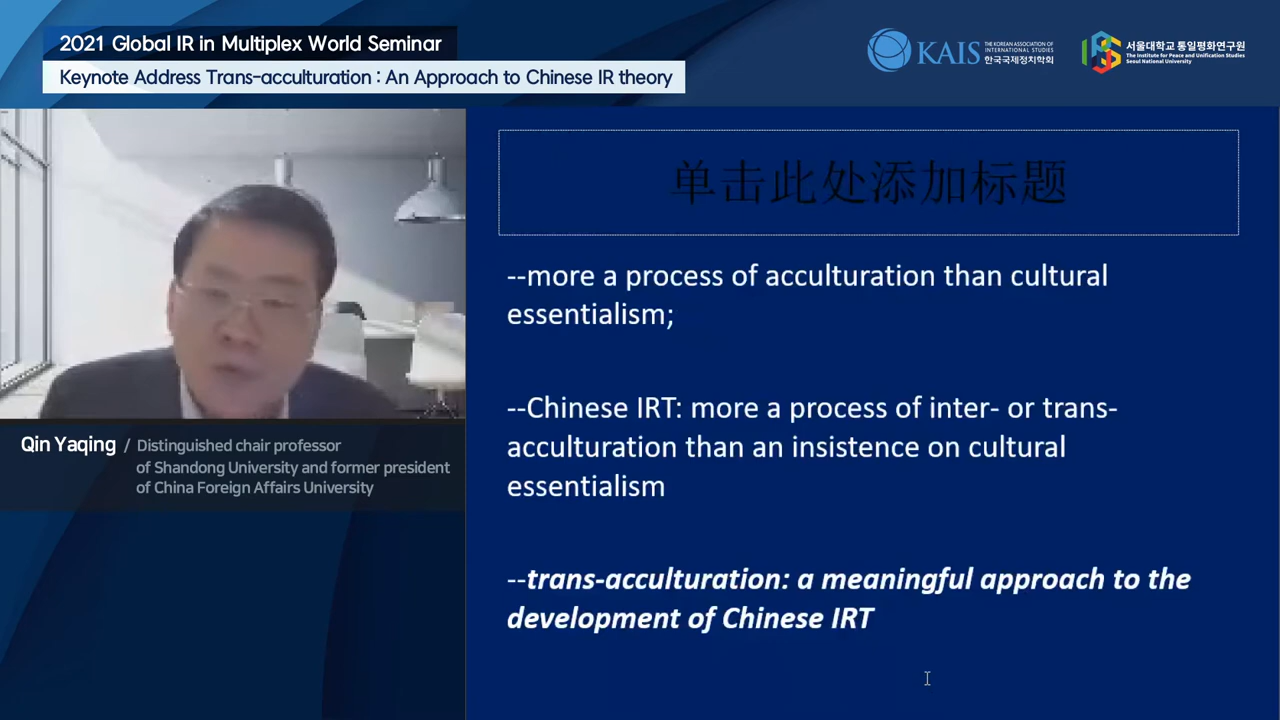 2021 Global IR in Multiplex World Seminar
Keynote Address Trans-acculturation : An Approach to Chinese IR theory
KAIS THE KOREAN ASSOCIATION OF
INTERNATIONAL STUDIES
한국국제정치학회
서울대학교 통일평화연구원
The Institute for Peace and Unification Studies
Seoul National University
单击此处添加标题
--more a process of acculturation than cultural
essentialism;
--Chinese IRT: more a process of inter- or trans-
acculturation than an insistence on cultural
essentialism
--trans-acculturation: a meaningful approach to the
development of Chinese IRT
Qin Yaqing / Distinguished chair professor
of Shandong University and former president
of China Foreign Affairs University